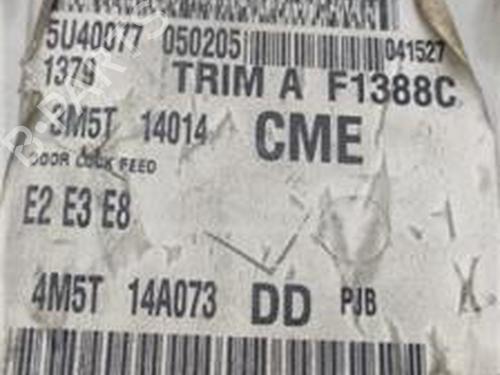 5U40077 050205 041527
1379 TRIM A F1388C
3M5T 14014 CME
DOOR LOCK FEED
E2 E3 E8
4M5T 14A073 DD PJB